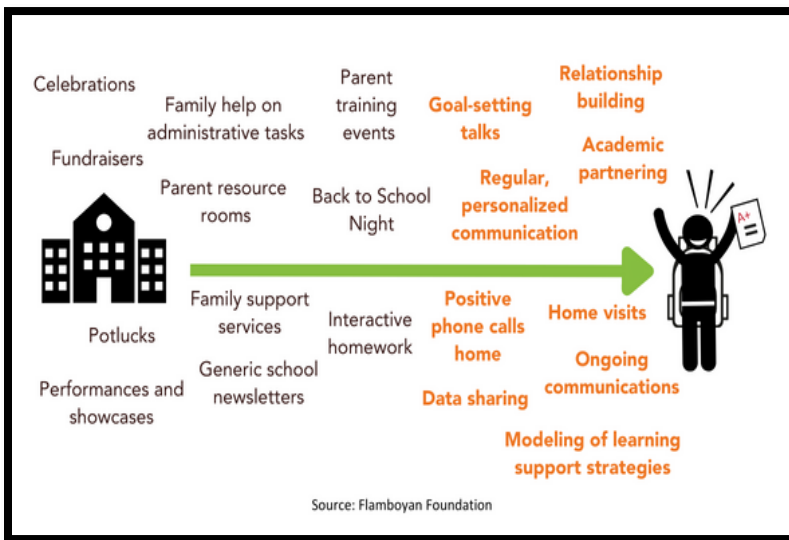 Celebrations
Family help on
administrative tasks
Parent
training
events
Goal-setting
talks
Relationship
building
Fundraisers
Parent resource
rooms
Back to School
Night
Regular,
personalized
communication
Academic
partnering
A+
Potlucks
Family support
services
Interactive
homework
Positive
phone calls
home
Home visits
Performances and
showcases
Generic school
newsletters
Data sharing
Ongoing
communications
Modeling of learning
support strategies
Source: Flamboyan Foundation